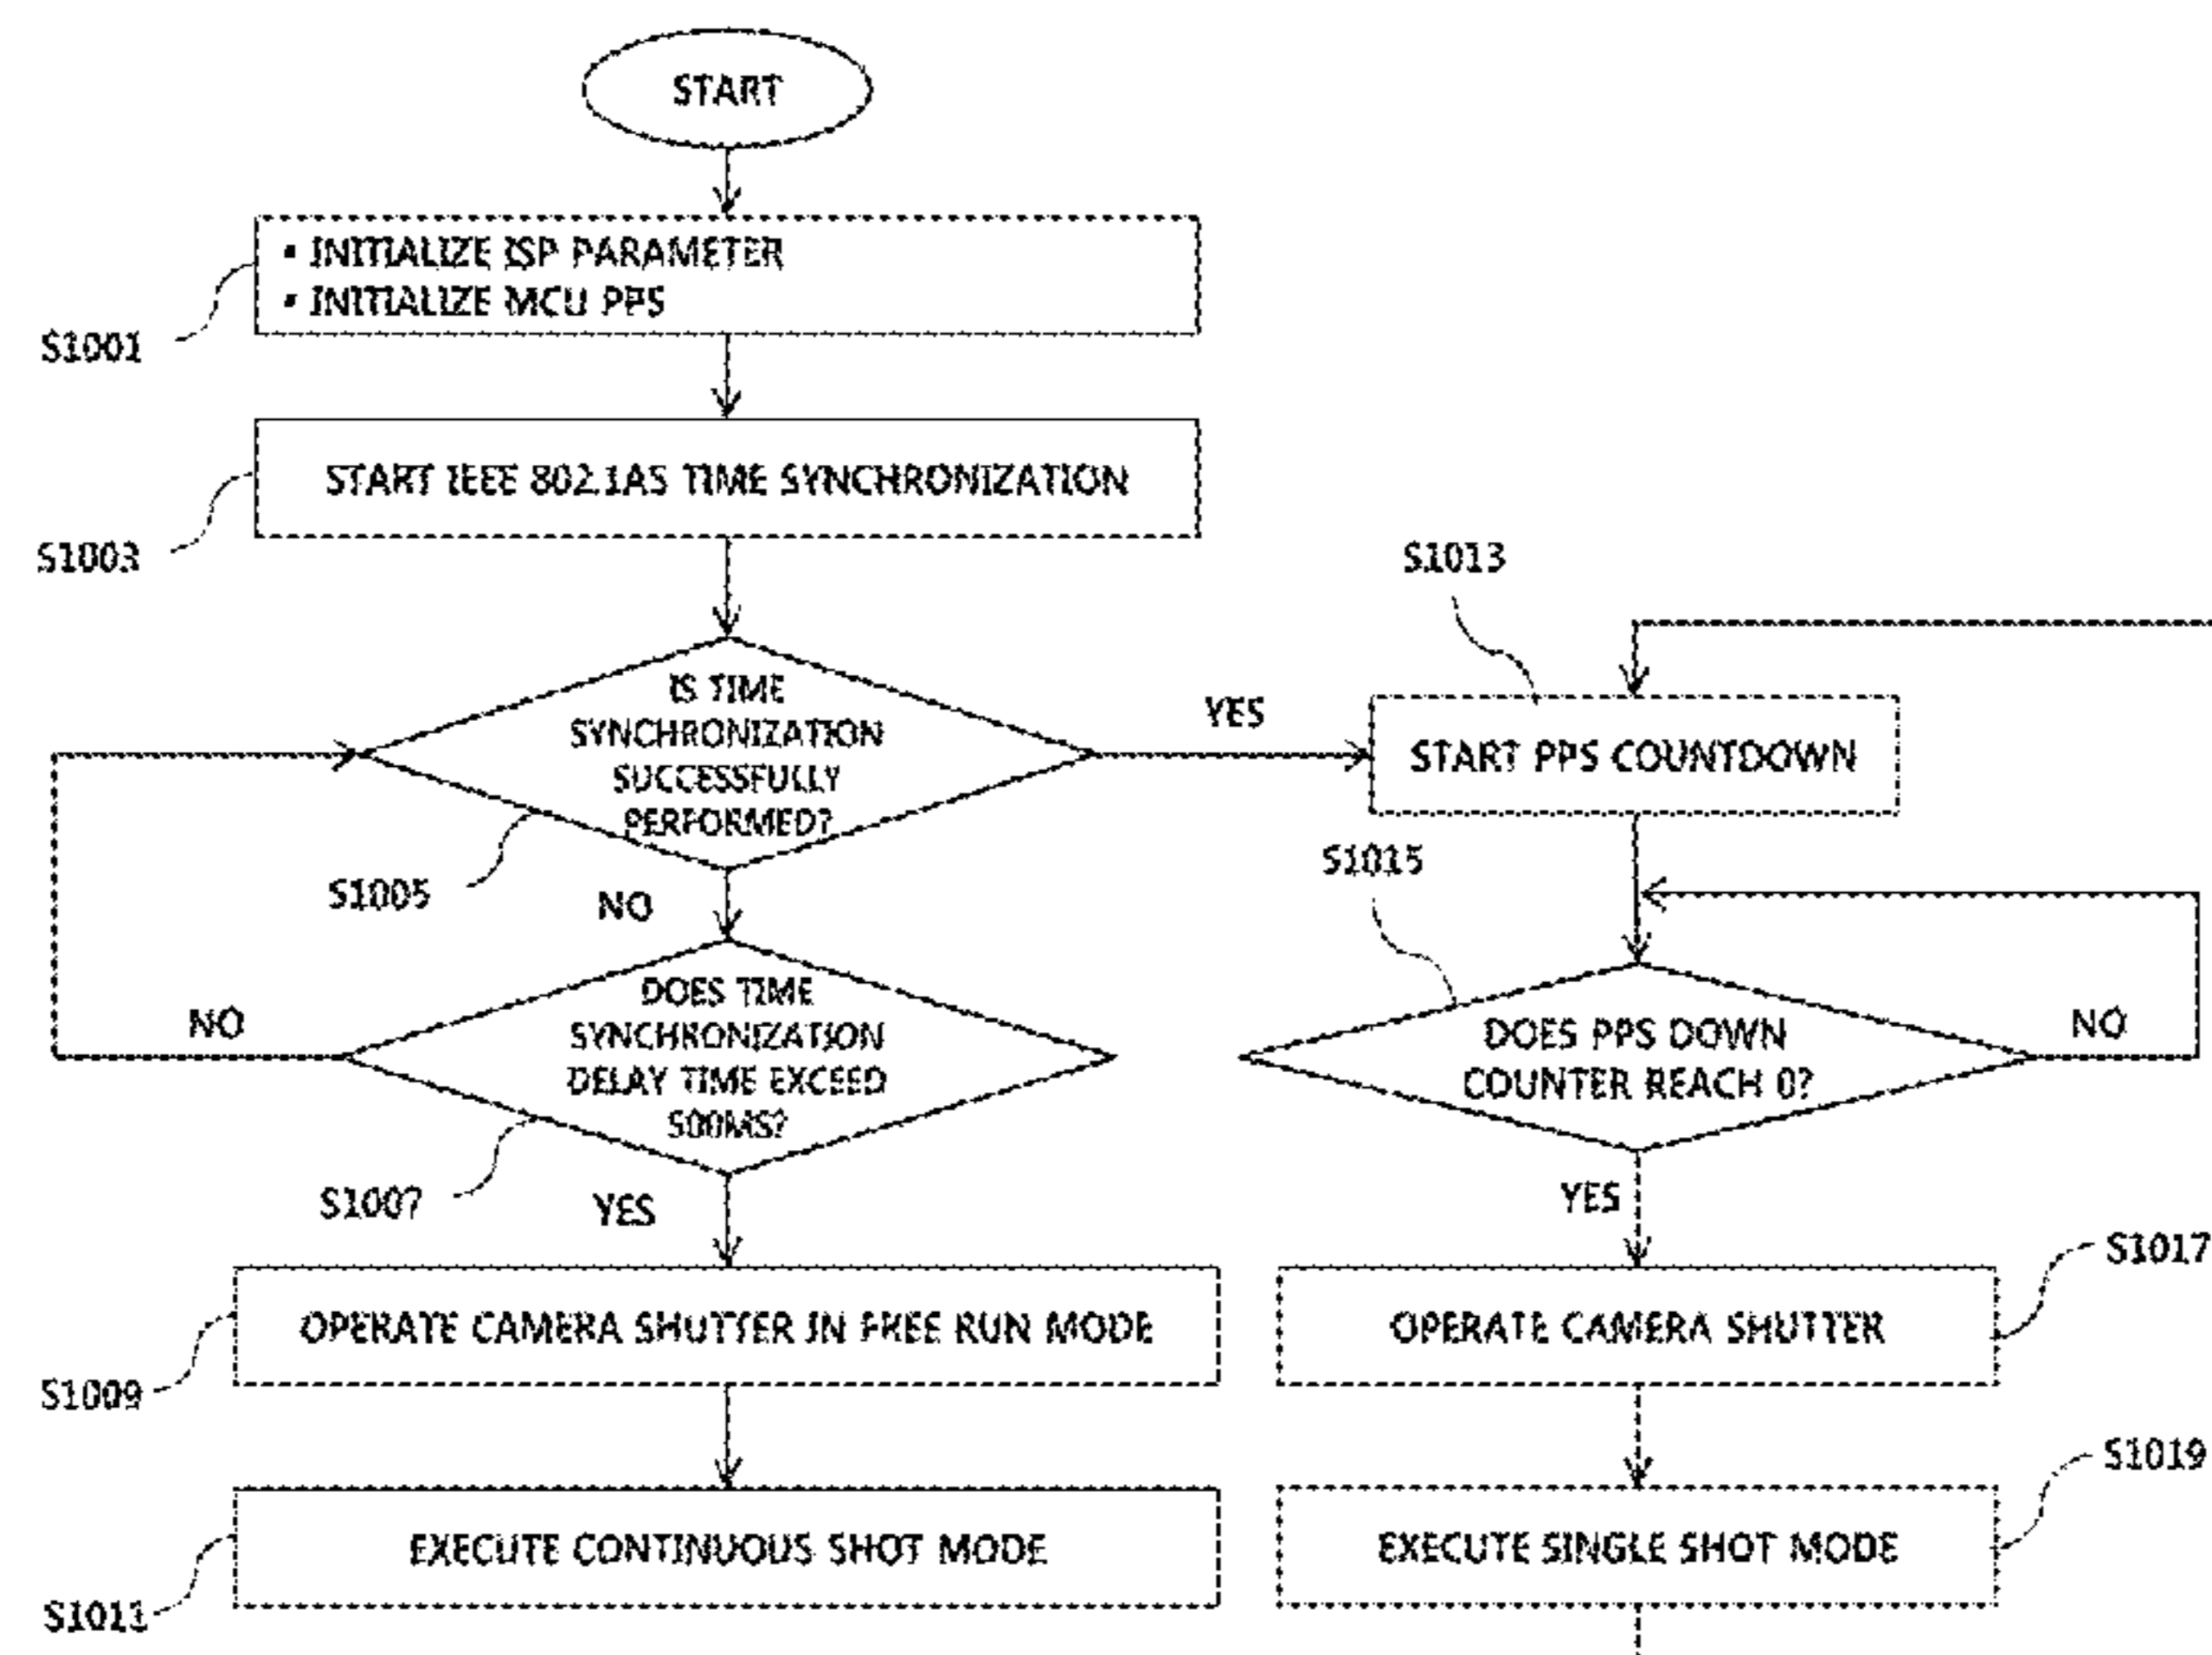 START
▪ INITIALIZE ISP PARAMETER
▪ INITIALIZE MCU PPS
S1001
START IEEE 802.1AS TIME SYNCHRONIZATION
S1003
IS TIME
SYNCHRONIZATION
SUCCESSFULLY
PERFORMED?
S1005
YES
NO
DOES TIME
SYNCHRONIZATION
DELAY TIME EXCEED
500MS?
S1007
NO
YES
OPERATE CAMERA SHUTTER IN FREE RUN MODE
S1009
EXECUTE CONTINUOUS SHOT MODE
S1011
S1013
START PPS COUNTDOWN
S1015
DOES PPS DOWN
COUNTER REACH 0?
NO
YES
S1017
OPERATE CAMERA SHUTTER
S1019
EXECUTE SINGLE SHOT MODE